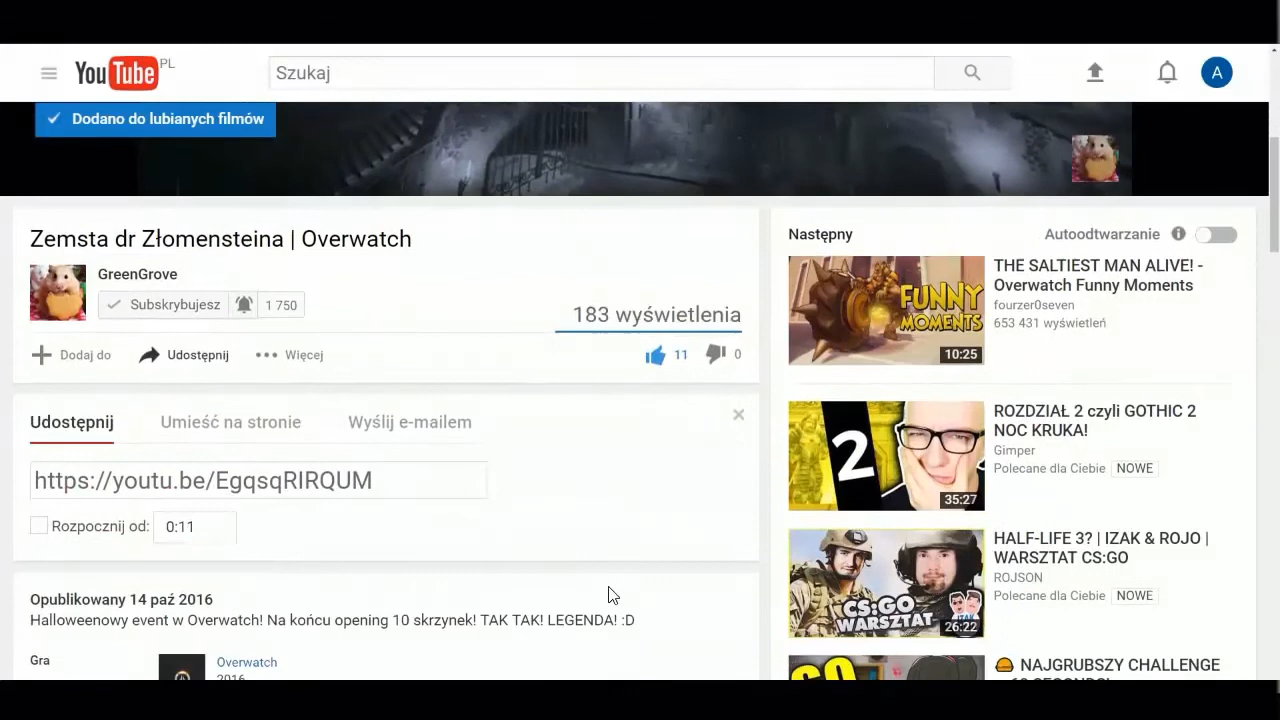 YouTube PL
Szukaj
A
Dodano do lubianych filmów
Zemsta dr Złomensteina | Overwatch
GreenGrove
Subskrybujesz 1 750
183 wyświetlenia
Dodaj do Udostępnij Więcej
11 0
Udostępnij Umieść na stronie Wyślij e-mailem
https://youtu.be/EgqsqRIRQUM
Rozpocznij od: 0:11
Opublikowany 14 paź 2016
Halloweenowy event w Overwatch! Na końcu opening 10 skrzynek! TAK TAK! LEGENDA! :D
Gra
Overwatch
2016
Następny
Autoodtwarzanie
FUNNY
MOMENTS
10:25
THE SALTIEST MAN ALIVE! -
Overwatch Funny Moments
fourzer0seven
653 431 wyświetleń
2
35:27
ROZDZIAŁ 2 czyli GOTHIC 2
NOC KRUKA!
Gimper
Polecane dla Ciebie NOWE
CS:GO
WARSZTAT
26:22
HALF-LIFE 3? | IZAK & ROJO |
WARSZTAT CS:GO
ROJSON
Polecane dla Ciebie NOWE
NAJGRUBSZY CHALLENGE